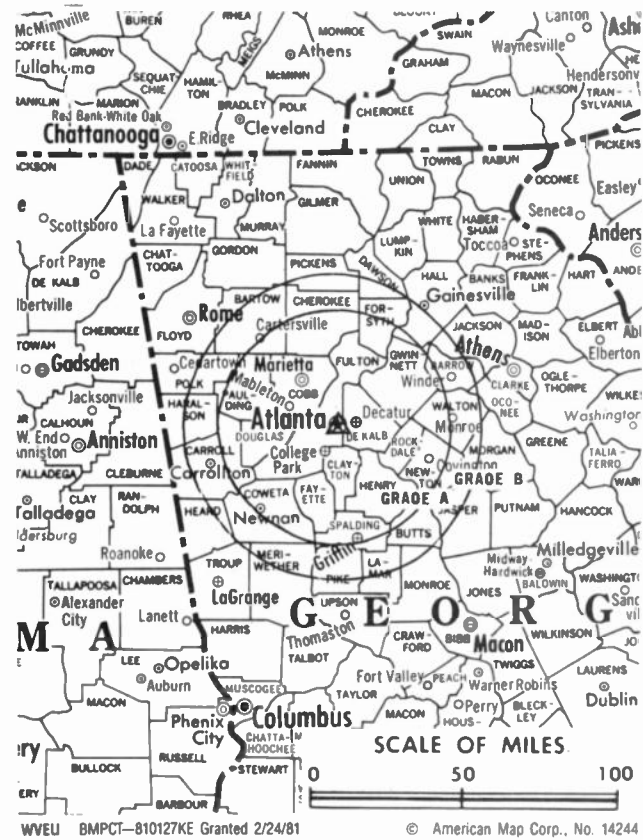 McMinnville
BUREN
RHEA
MONROE
SWAIN
Canton
COFFEE
GRUNDY
MEIGS
Athens
GRAHAM
Waynesville
Tullahoma
SEQUAT-
CHIE
HAMIL-
TON
McMINN
MACON
JACKSON
Hendersonv
TRAN-
SYLVANIA
MARION
BRADLEY
POLK
CHEROKEE
Red Bank-White Oak
Chattanooga
E.Ridge
Cleveland
CLAY
PICKENS
DADE
CATOOSA
WHIT-
FIELD
FANNIN
TOWNS
RABUN
OCONEE
UNION
WALKER
Dalton
GILMER
Easley
Scottsboro
La Fayette
MURRAY
WHITE
HABER-
SHAM
Seneca
LUMP-
KIN
Toccoa
STE-
PHENS
Anders
Fort Payne
DE KALB
CHAT-
TOOGA
GORDON
PICKENS
DAWSON
HALL
BANKS
FRANK-
LIN
HART
lbertville
BARTOW
CHEROKEE
FOR-
SYTH
Gainesville
CHEROKEE
FLOYD
Rome
Cartersville
JACKSON
MAD-
ISON
ELBERT
Elberton
Gadsden
Cedartown
Marietta
FULTON
GWIN
NETT
BARROW
Athens
Winder
CLARKE
OGLE-
THORPE
POLK
Mableton
COBB
Jacksonville
HARAL-
SON
PAUL-
DING
OCO-
NEE
CALHOUN
Atlanta
Decatur
DE KALB
WALTON
Monroe
Washington
W. End
nniston
Anniston
DOUGLAS
GREENE
College
Park
ROCK-
DALE
MORGAN
TALIA-
FERRO
TALLADEGA
CLEBURNE
CARROLL
Carrollton
CLAY-
TON
NEW-
TON
Covington
GRADE B
CLAY
RAN-
DOLPH
COWETA
FAY-
ETTE
HENRY
GRADE A
Talladega
HEARD
Newnan
JASPER
PUTNAM
HANCOCK
SPALDING
BUTTS
Roanoke
Griffin
MERI-
WETHER
Milledgeville
Midway-
Hardwick
TALLAPOOSA
CHAMBERS
TROUP
PIKE
LA-
MAR
MONROE
JONES
BALDWIN
WASHINGT
Alexander
City
LaGrange
UPSON
Lanett
GEORG
M A
HARRIS
Thomaston
CRAW-
FORD
BIBB
Macon
WILKINSON
LEE
Opelika
TALBOT
TWIGGS
Auburn
MUSCOGEE
Fort Valley
PEACH
Warner Robins
LAURENS
MACON
TAYLOR
Dublin
Phenix
City
Columbus
MACON
Perry
BLECK-
LEY
HOUS-
CHATTA-
HOOCHEE
RUSSELL
BULLOCK
STEWART
BARBOUR
SCALE OF MILES
0 50 100
WVEU BMPCT—810127KE Granted 2/24/81
© American Map Corp., No. 14244